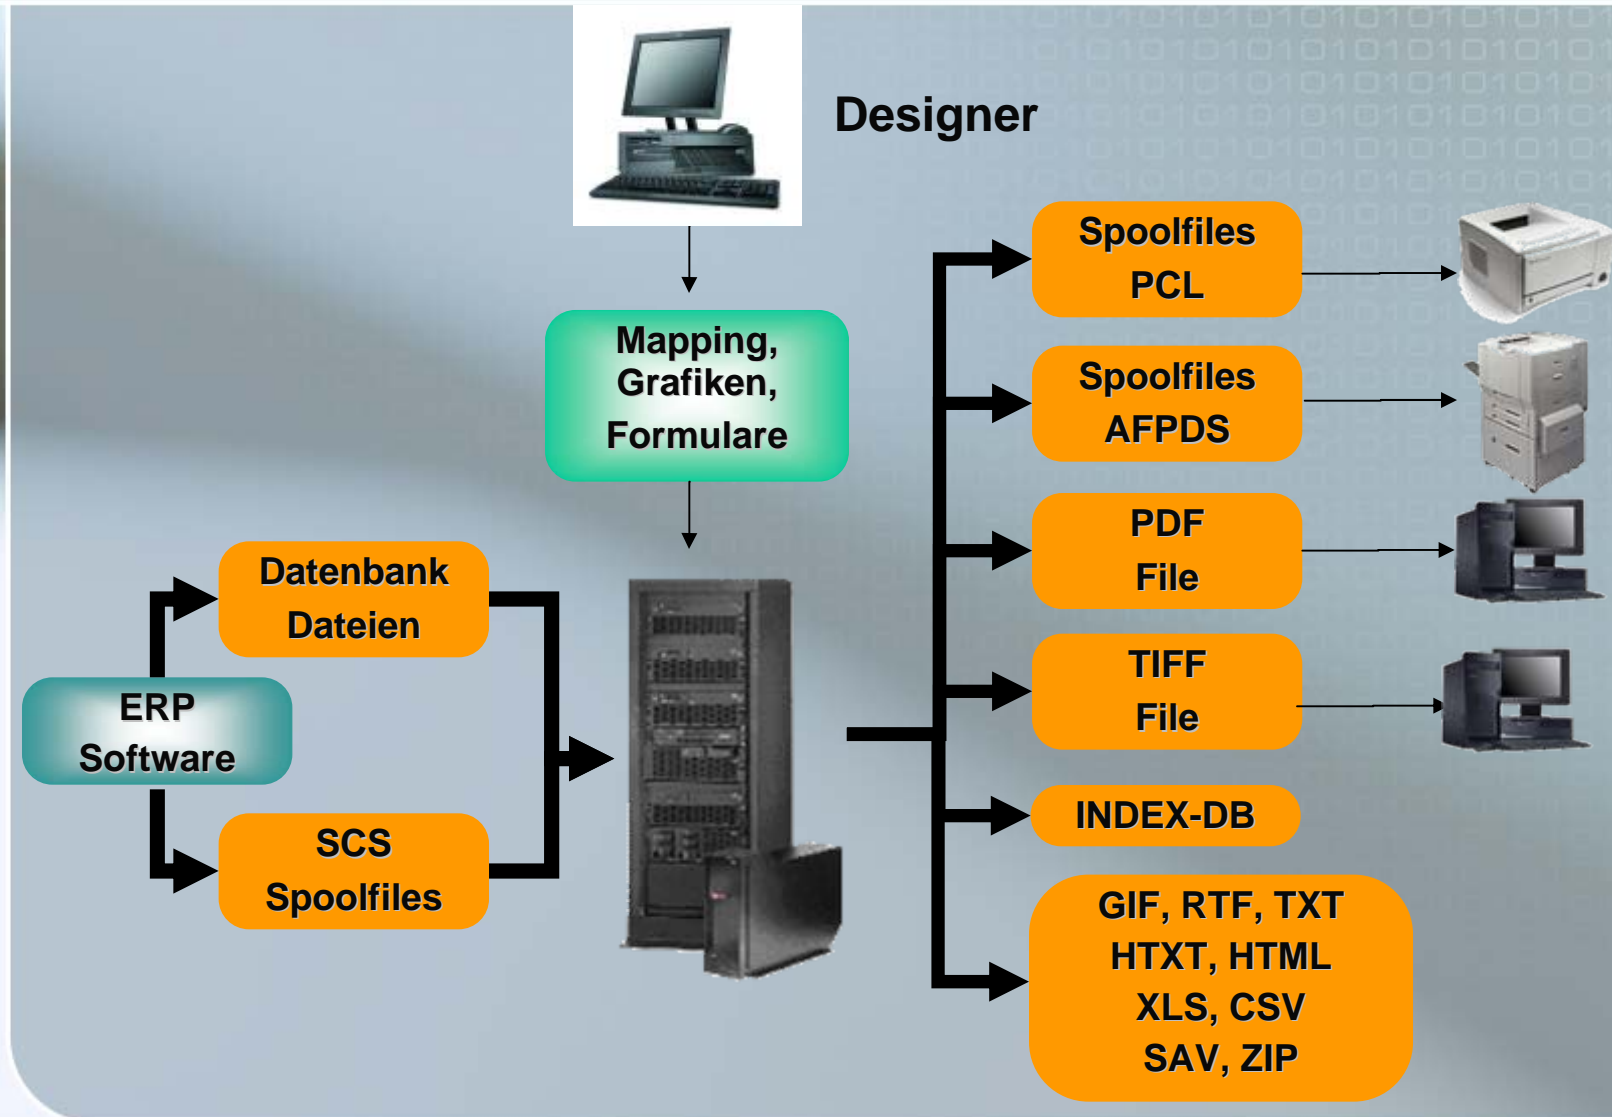 Designer
Mapping,
Grafiken,
Formulare
Datenbank
Dateien
ERP
Software
SCS
Spoolfiles
Spoolfiles
PCL
Spoolfiles
AFPDS
PDF
File
TIFF
File
INDEX-DB
GIF, RTF, TXT
HTXT, HTML
XLS, CSV
SAV, ZIP